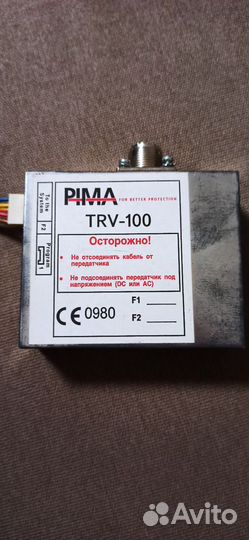 PIMA FOR BETTER PROTECTION
TRV-100
Осторожно!
• Не отсоединять кабель от
передатчика
• Не подсоединять передатчик под
напряжением (DC или AC)
CE 0980
F1
F2
To the
System
F2
Program
1
Avito